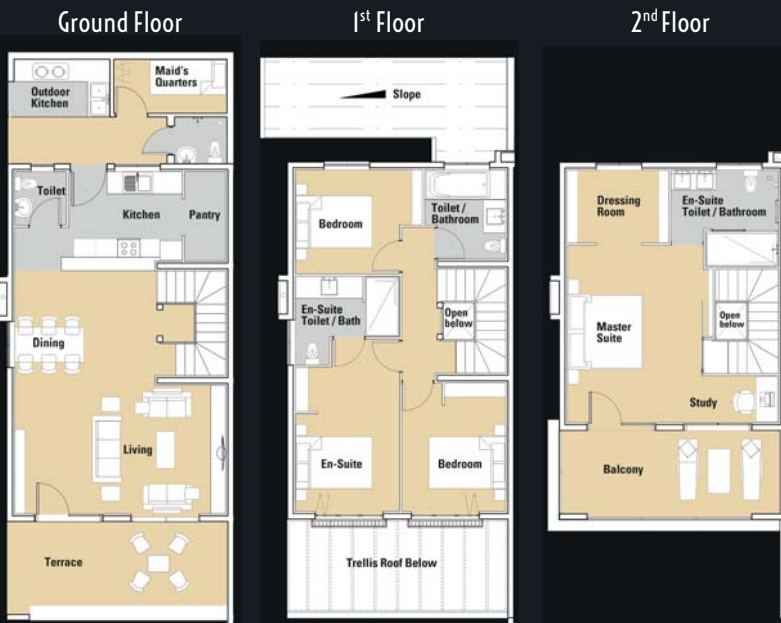 Ground Floor
Maid's
Quarters
Outdoor
Kitchen
Toilet
Kitchen
Pantry
Dining
Living
Terrace
1st Floor
Slope
Bedroom
Toilet /
Bathroom
En-Suite
Toilet / Bath
Open
below
En-Suite
Bedroom
Trellis Roof Below
2nd Floor
Dressing
Room
En-Suite
Toilet / Bathroom
Master
Suite
Open
below
Study
Balcony